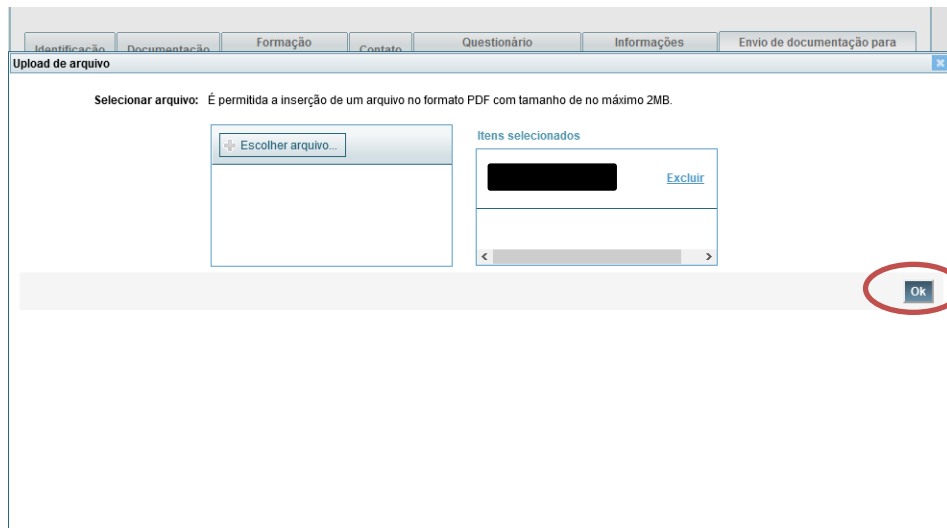 Identificação Documentação Formação Contato Questionário Informações Envio de documentação para
Upload de arquivo
Selecionar arquivo: É permitida a inserção de um arquivo no formato PDF com tamanho de no máximo 2MB.
Escolher arquivo...
Itens selecionados
Excluir
Ok